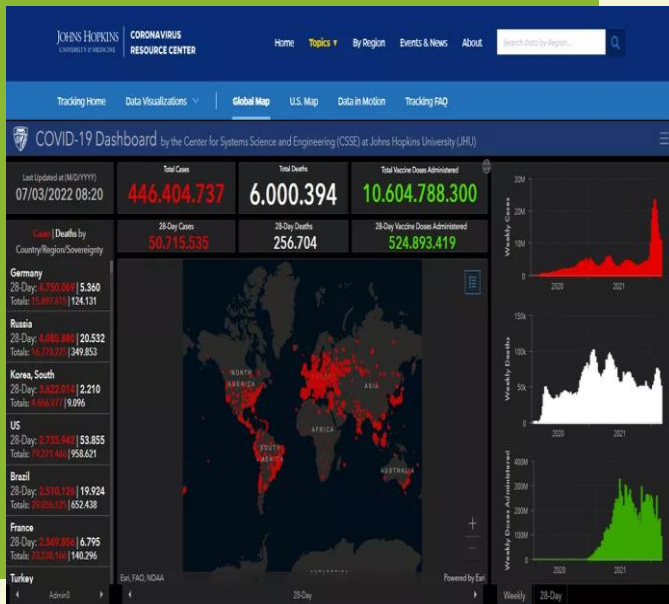 JOHNS HOPKINS
UNIVERSITY & MEDICINE
CORONAVIRUS
RESOURCE CENTER
Home Topics ▾ By Region Events & News About
Search Data by Region...
Tracking Home Data Visualizations Global Map U.S. Map Data in Motion Tracking FAQ
COVID-19 Dashboard by the Center for Systems Science and Engineering (CSSE) at Johns Hopkins University (JHU)
Last Updated at (M/D/YYYY)
07/03/2022 08:20
Total Cases
446.404.737
Total Deaths
6.000.394
Total Vaccine Doses Administered
10.604.788.300
28-Day Cases
50.715.535
28-Day Deaths
256.704
28-Day Vaccine Doses Administered
524.893.419
Cases | Deaths by
Country/Region/Sovereignty
Germany
28-Day: 4.750.069 | 5.360
Totals: 15.897.615 | 124.131
Russia
28-Day: 4.085.880 | 20.532
Totals: 16.770.275 | 349.853
Korea, South
28-Day: 3.622.014 | 2.210
Totals: 4.666.977 | 9.096
US
28-Day: 2.735.942 | 53.855
Totals: 79.271.466 | 958.621
Brazil
28-Day: 2.510.126 | 19.924
Totals: | 652.438
France
28-Day: 2.349.856 | 6.795
Totals: | 140.296
Turkey
Admin0
NORTH
AMERICA
EUROPE
ASIA
AFRICA
SOUTH
AMERICA
AUSTRALIA
ANTARCTICA
Esri, FAO, NOAA
Powered by Esri
28-Day
Weekly Cases
30M
20M
10M
0
2020 2021
Weekly Deaths
150k
100k
50k
0
2020 2021
Weekly Doses Administered
400M
300M
200M
100M
0
2020 2021
Weekly 28-Day